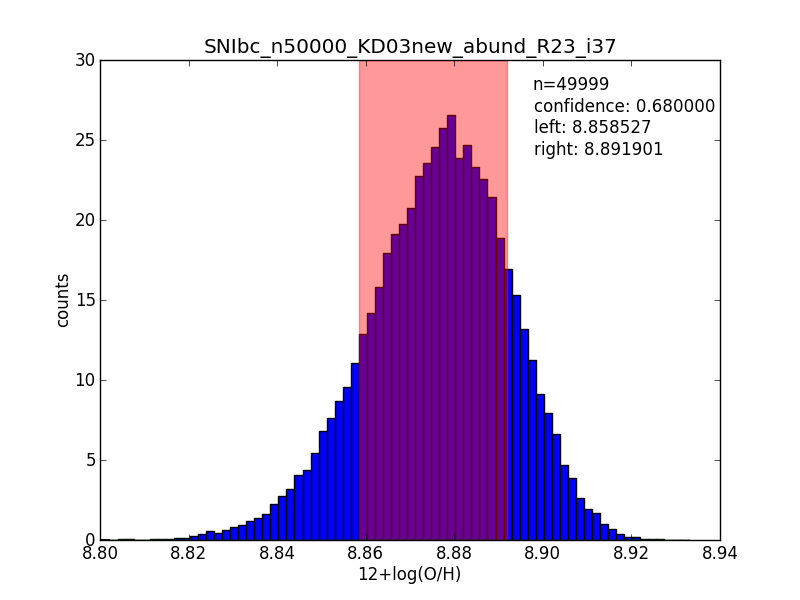 SNIbc_n50000_KD03new_abund_R23_i37
n=49999
confidence: 0.680000
left: 8.858527
right: 8.891901
30
25
20
15
10
5
0
counts
8.80 8.82 8.84 8.86 8.88 8.90 8.92 8.94
12+log(O/H)